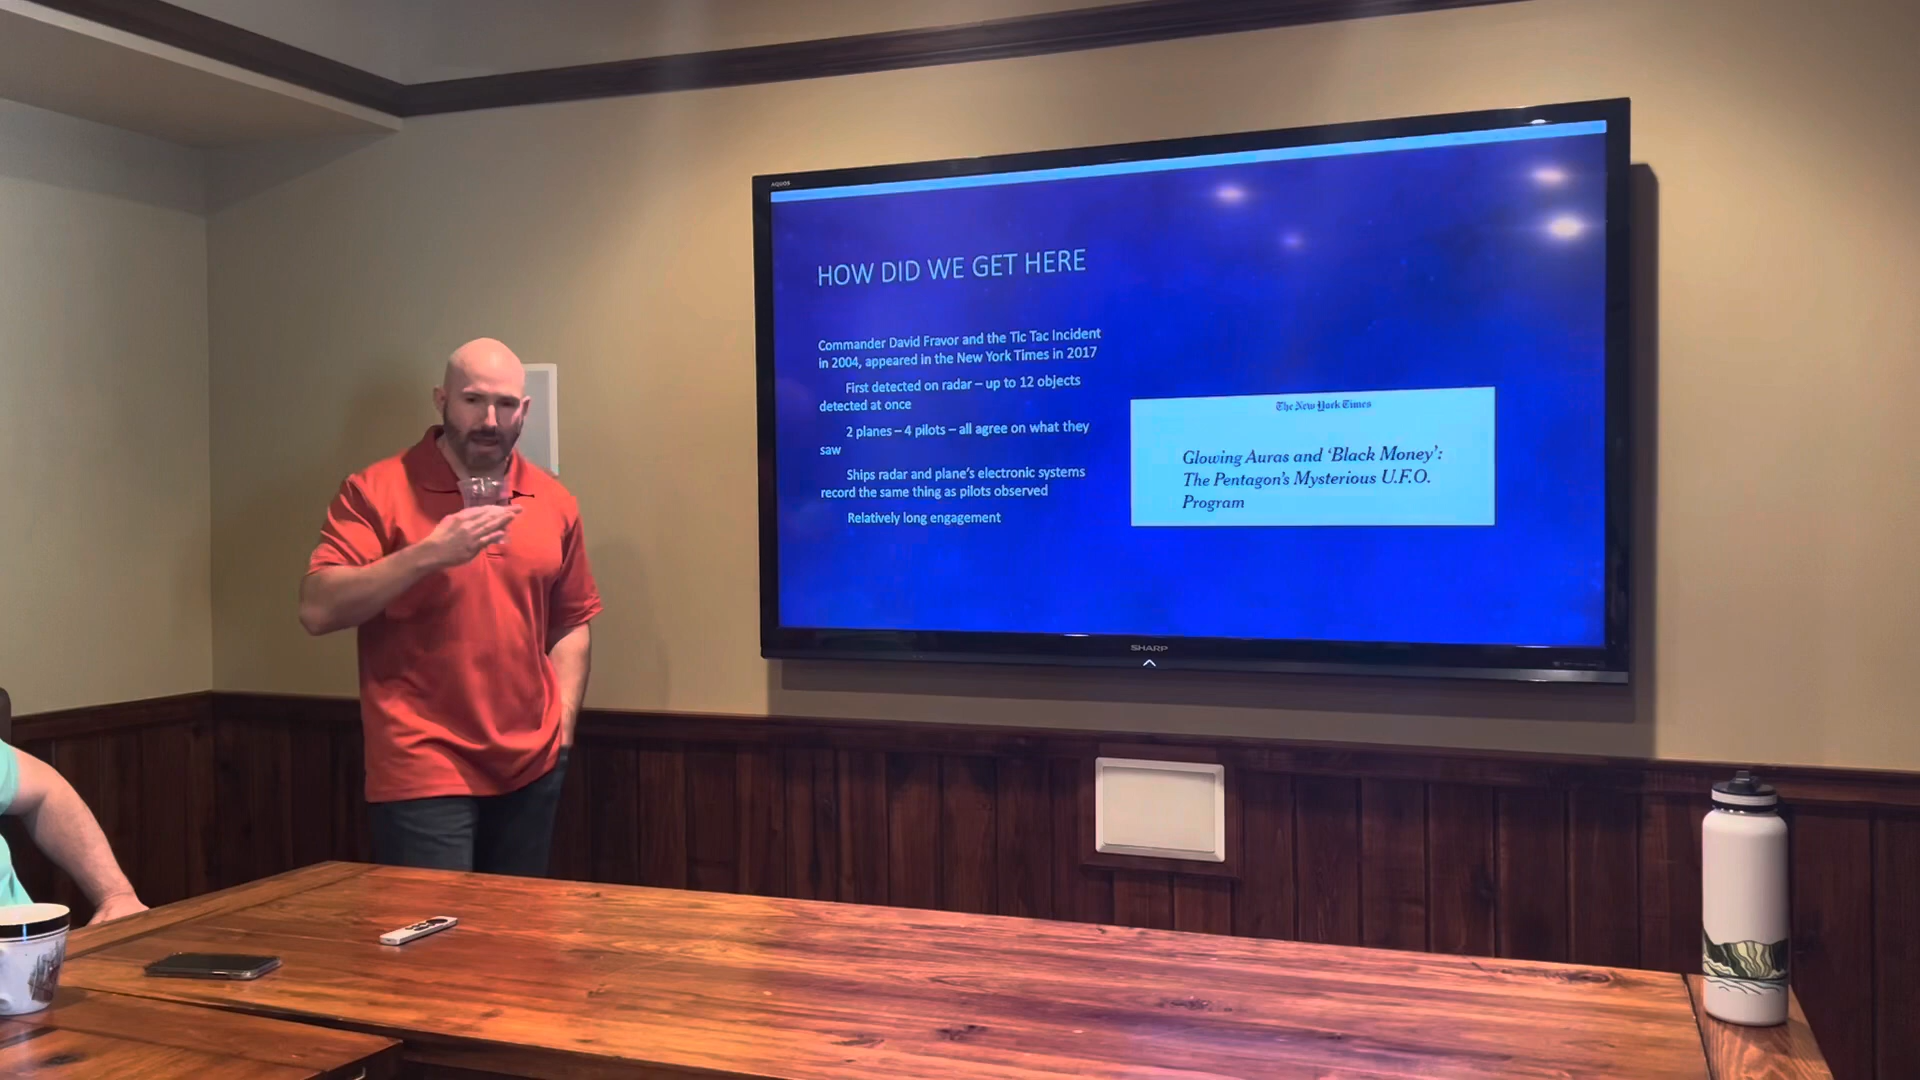 AQUOS
HOW DID WE GET HERE
Commander David Fravor and the Tic Tac Incident
in 2004, appeared in the New York Times in 2017
First detected on radar – up to 12 objects
detected at once
2 planes – 4 pilots – all agree on what they
saw
Ships radar and plane's electronic systems
record the same thing as pilots observed
Relatively long engagement
The New York Times
Glowing Auras and 'Black Money':
The Pentagon's Mysterious U.F.O.
Program
SHARP